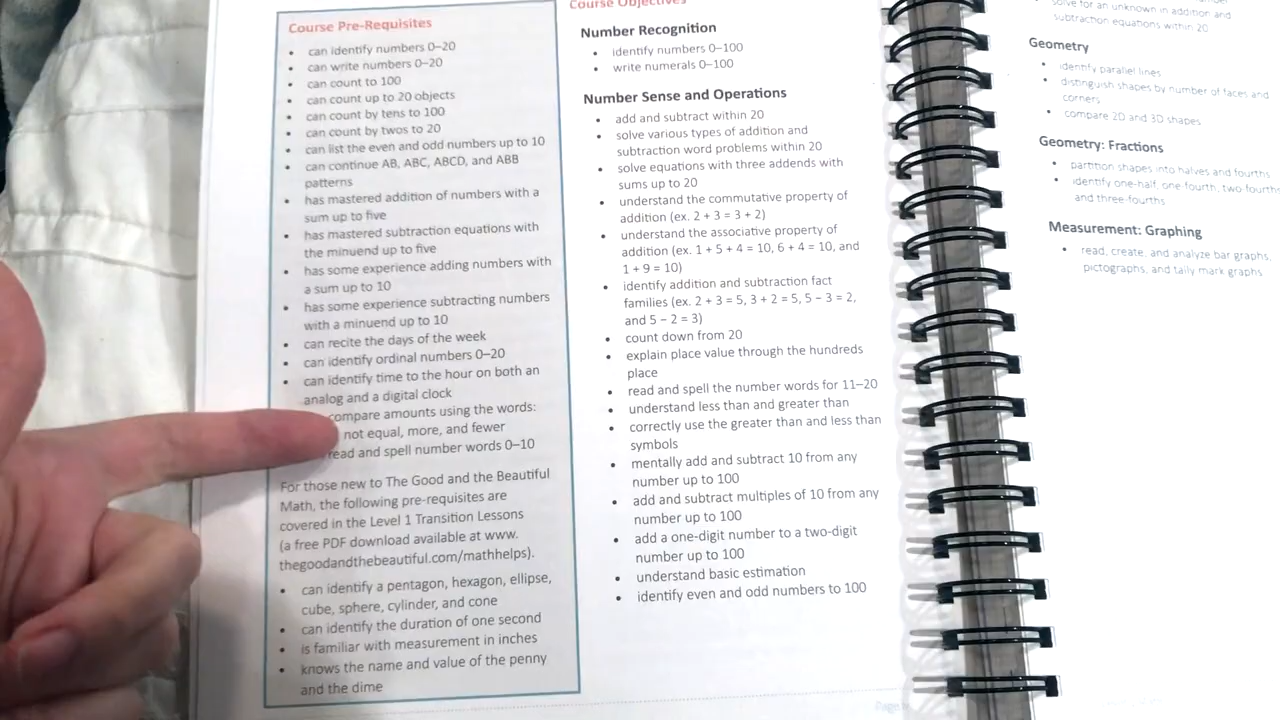 Course Pre-Requisites
• can identify numbers 0–20
• can write numbers 0–20
• can count to 100
• can count up to 20 objects
• can count by tens to 100
• can count by twos to 20
• can list the even and odd numbers up to 10
• can continue AB, ABC, ABCD, and ABB
patterns
• has mastered addition of numbers with a
sum up to five
• has mastered subtraction equations with
the minuend up to five
• has some experience adding numbers with
a sum up to 10
• has some experience subtracting numbers
with a minuend up to 10
• can recite the days of the week
• can identify ordinal numbers 0–20
• can identify time to the hour on both an
analog and a digital clock
compare amounts using the words:
not equal, more, and fewer
read and spell number words 0–10
For those new to The Good and the Beautiful
Math, the following pre-requisites are
covered in the Level 1 Transition Lessons
(a free PDF download available at www.
thegoodandthebeautiful.com/mathhelps).
• can identify a pentagon, hexagon, ellipse,
cube, sphere, cylinder, and cone
• can identify the duration of one second
• is familiar with measurement in inches
• knows the name and value of the penny
and the dime
Course Objectives
Number Recognition
• identify numbers 0–100
• write numerals 0–100
Number Sense and Operations
• add and subtract within 20
• solve various types of addition and
subtraction word problems within 20
• solve equations with three addends with
sums up to 20
• understand the commutative property of
addition (ex. 2 + 3 = 3 + 2)
• understand the associative property of
addition (ex. 1 + 5 + 4 = 10, 6 + 4 = 10, and
1 + 9 = 10)
• identify addition and subtraction fact
families (ex. 2 + 3 = 5, 3 + 2 = 5, 5 − 3 = 2,
and 5 − 2 = 3)
• count down from 20
• explain place value through the hundreds
place
• read and spell the number words for 11–20
• understand less than and greater than
• correctly use the greater than and less than
symbols
• mentally add and subtract 10 from any
number up to 100
• add and subtract multiples of 10 from any
number up to 100
• add a one-digit number to a two-digit
number up to 100
• understand basic estimation
• identify even and odd numbers to 100
Page
solve for an unknown in addition and
subtraction equations within 20
Geometry
• identify parallel lines
• distinguish shapes by number of faces and
corners
• compare 2D and 3D shapes
Geometry: Fractions
• partition shapes into halves and fourths
• identify one-half, one fourth, two-fourths
and three-fourths
Measurement: Graphing
• read, create, and analyze bar graphs,
pictographs, and tally mark graphs